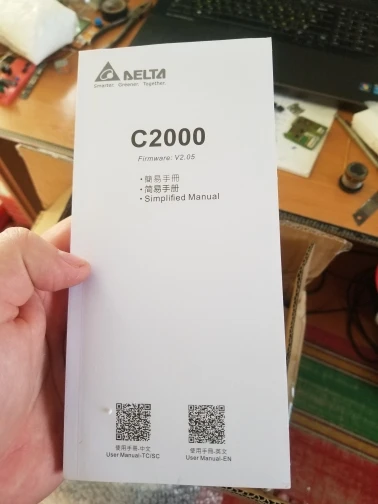 DELTA
Smarter. Greener. Together.
C2000
Firmware: V2.05
・簡易手冊
・简易手册
・Simplified Manual
使用手冊-中文
User Manual-TC/SC
使用手冊-英文
User Manual-EN